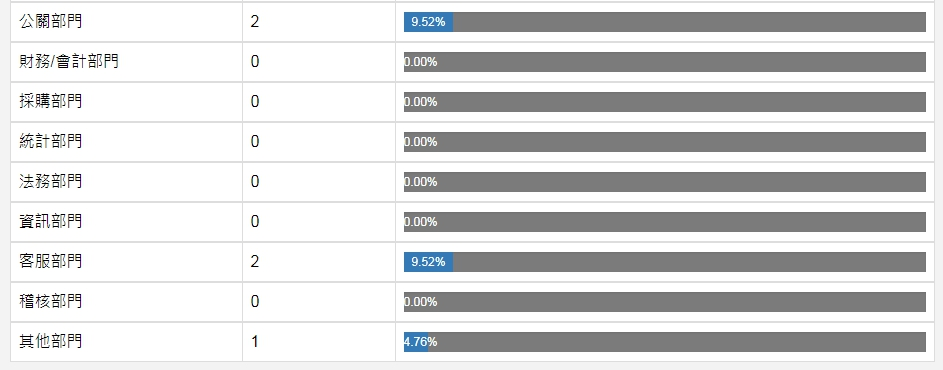 公關部門 2 9.52%
財務/會計部門 0 0.00%
採購部門 0 0.00%
統計部門 0 0.00%
法務部門 0 0.00%
資訊部門 0 0.00%
客服部門 2 9.52%
稽核部門 0 0.00%
其他部門 1 4.76%